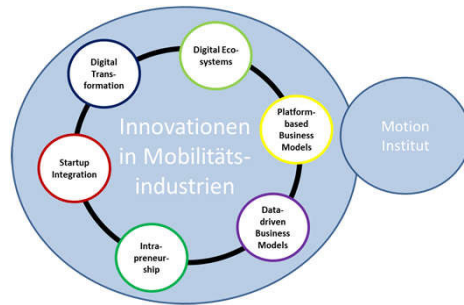 Digital Eco-
systems
Digital
Trans-
formation
Platform-
based
Business
Models
Innovationen
in Mobilitäts-
industrien
Motion
Institut
Startup
Integration
Data-
driven
Business
Models
Intra-
preneur-
ship